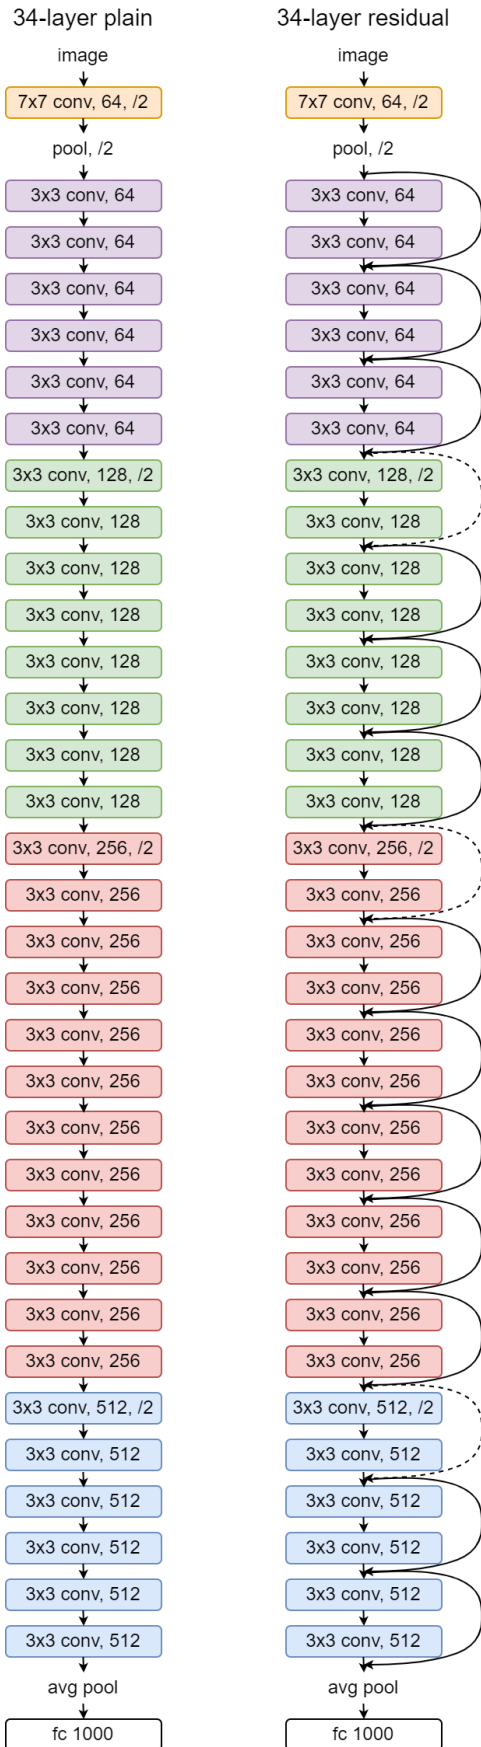 34-layer plain
image
7x7 conv, 64, /2
pool, /2
3x3 conv, 64
3x3 conv, 64
3x3 conv, 64
3x3 conv, 64
3x3 conv, 64
3x3 conv, 64
3x3 conv, 128, /2
3x3 conv, 128
3x3 conv, 128
3x3 conv, 128
3x3 conv, 128
3x3 conv, 128
3x3 conv, 128
3x3 conv, 128
3x3 conv, 256, /2
3x3 conv, 256
3x3 conv, 256
3x3 conv, 256
3x3 conv, 256
3x3 conv, 256
3x3 conv, 256
3x3 conv, 256
3x3 conv, 256
3x3 conv, 256
3x3 conv, 256
3x3 conv, 256
3x3 conv, 512, /2
3x3 conv, 512
3x3 conv, 512
3x3 conv, 512
3x3 conv, 512
3x3 conv, 512
avg pool
fc 1000
34-layer residual
image
7x7 conv, 64, /2
pool, /2
3x3 conv, 64
3x3 conv, 64
3x3 conv, 64
3x3 conv, 64
3x3 conv, 64
3x3 conv, 64
3x3 conv, 128, /2
3x3 conv, 128
3x3 conv, 128
3x3 conv, 128
3x3 conv, 128
3x3 conv, 128
3x3 conv, 128
3x3 conv, 128
3x3 conv, 256, /2
3x3 conv, 256
3x3 conv, 256
3x3 conv, 256
3x3 conv, 256
3x3 conv, 256
3x3 conv, 256
3x3 conv, 256
3x3 conv, 256
3x3 conv, 256
3x3 conv, 256
3x3 conv, 256
3x3 conv, 512, /2
3x3 conv, 512
3x3 conv, 512
3x3 conv, 512
3x3 conv, 512
3x3 conv, 512
avg pool
fc 1000